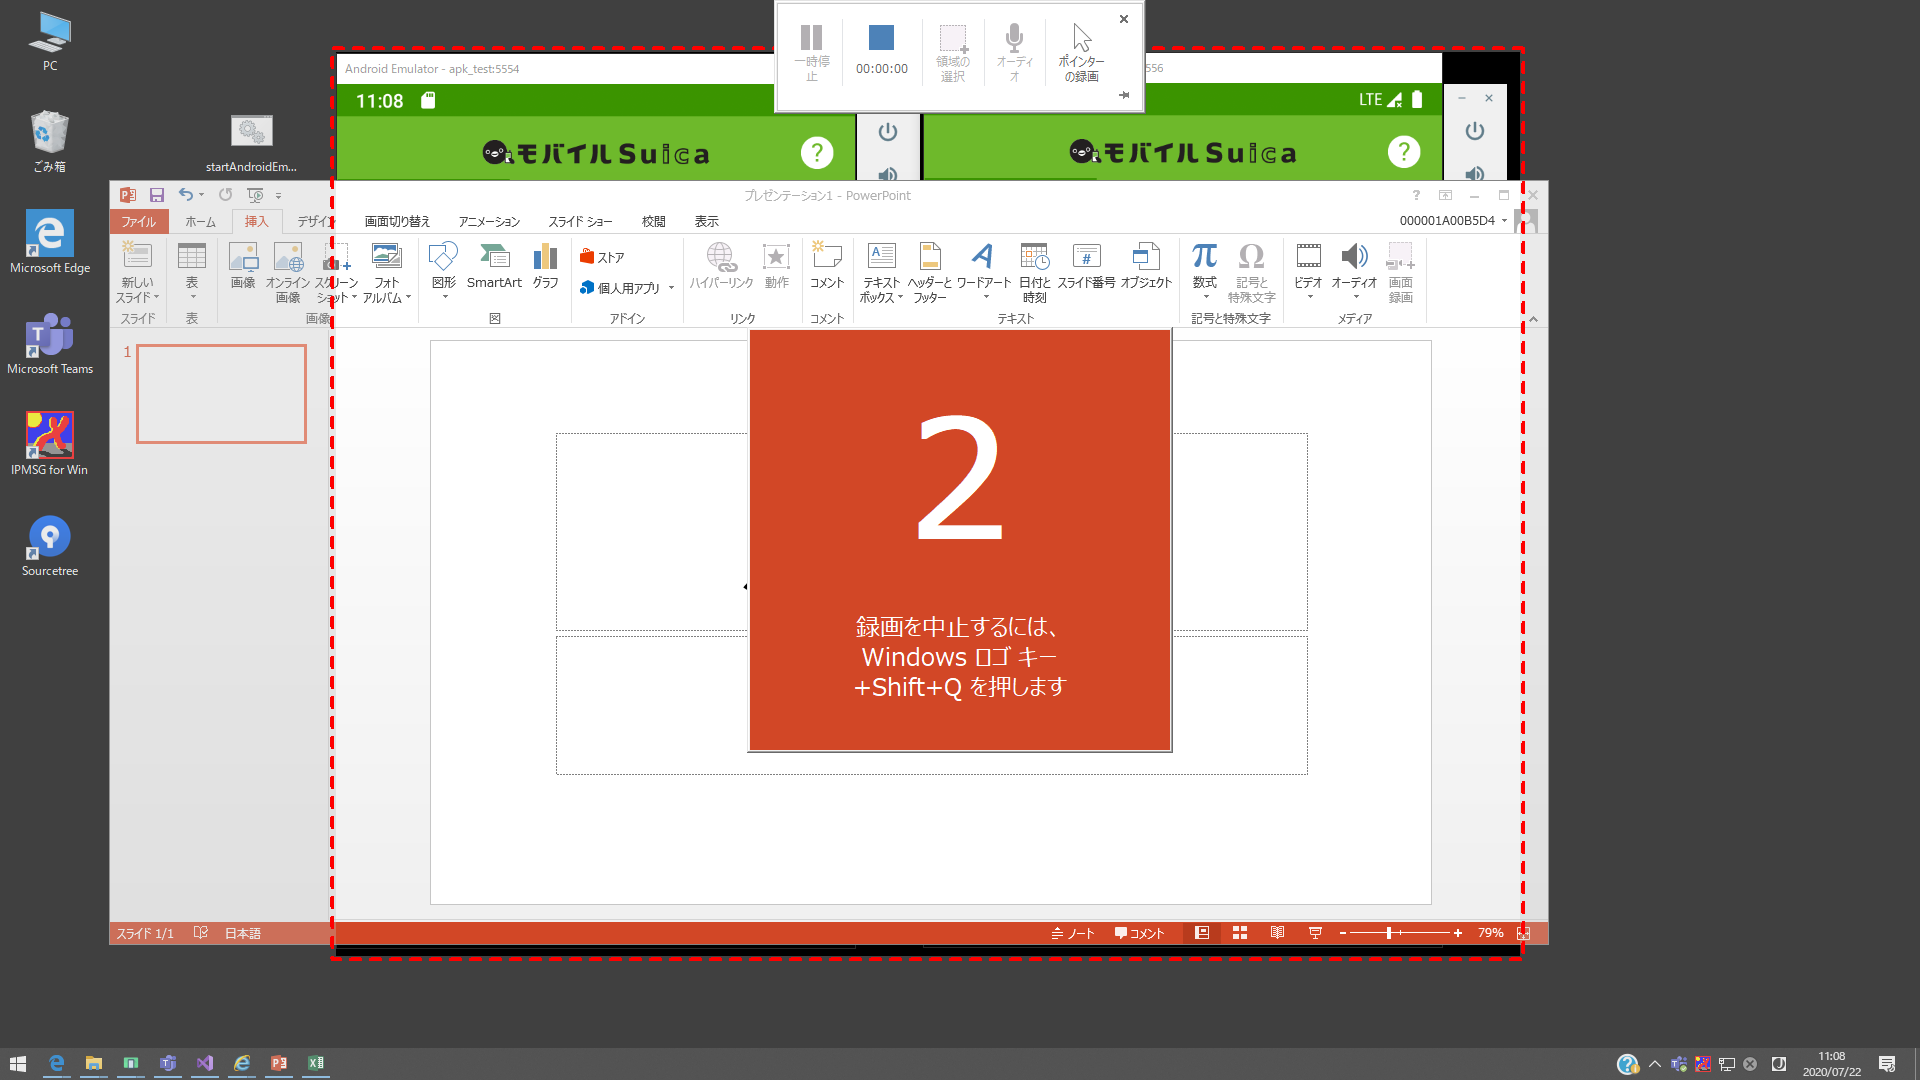 PC
ごみ箱
startAndroidEm...
Microsoft Edge
Microsoft Teams
IPMSG for Win
Sourcetree
一時停
止
00:00:00
領域の
選択
オーディ
オ
ポインター
の録画
Android Emulator - apk_test:5554
556
11:08
LTE
モバイルSuica
?
モバイルSuica
?
プレゼンテーション1 - PowerPoint
?
ファイル
ホーム
挿入
デザイン
画面切り替え
アニメーション
スライド ショー
校閲
表示
000001A00B5D4
新しい
スライド
表
画像
オンライン
画像
スクリーン
ショット
フォト
アルバム
図形
SmartArt
グラフ
ストア
個人用アプリ
ハイパーリンク
動作
コメント
テキスト
ボックス
ヘッダーと
フッター
ワードアート
日付と
時刻
スライド番号
オブジェクト
数式
記号と
特殊文字
ビデオ
オーディオ
画面
録画
スライド
表
画像
図
アドイン
リンク
コメント
テキスト
記号と特殊文字
メディア
1
2
録画を中止するには、
Windows ロゴ キー
+Shift+Q を押します
スライド 1/1
日本語
ノート
コメント
79%
11:08
2020/07/22